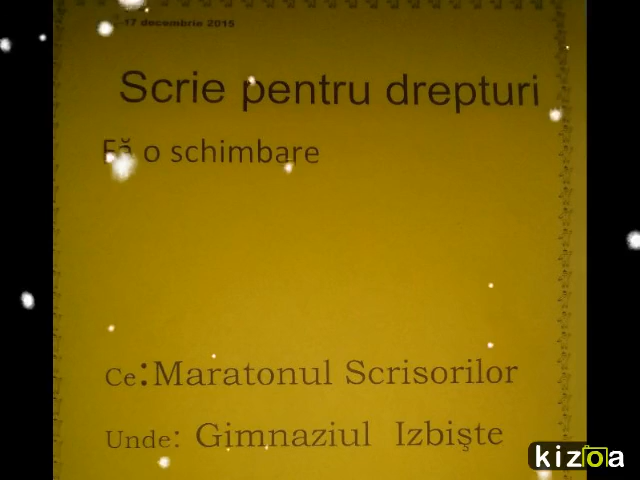 17 decembrie 2015
Scrie pentru drepturi
Fă o schimbare
Ce:Maratonul Scrisorilor
Unde: Gimnaziul Izbişte
kizoa